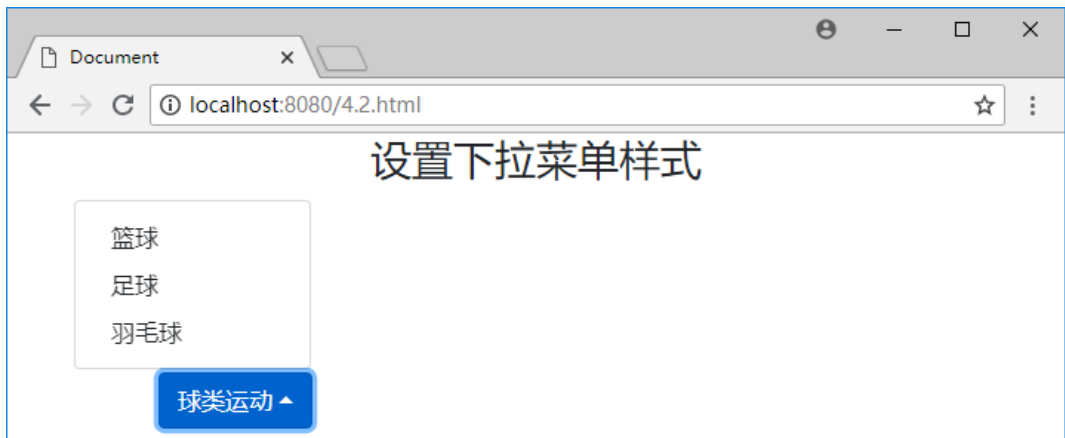 Document
localhost:8080/4.2.html
设置下拉菜单样式
篮球
足球
羽毛球
球类运动